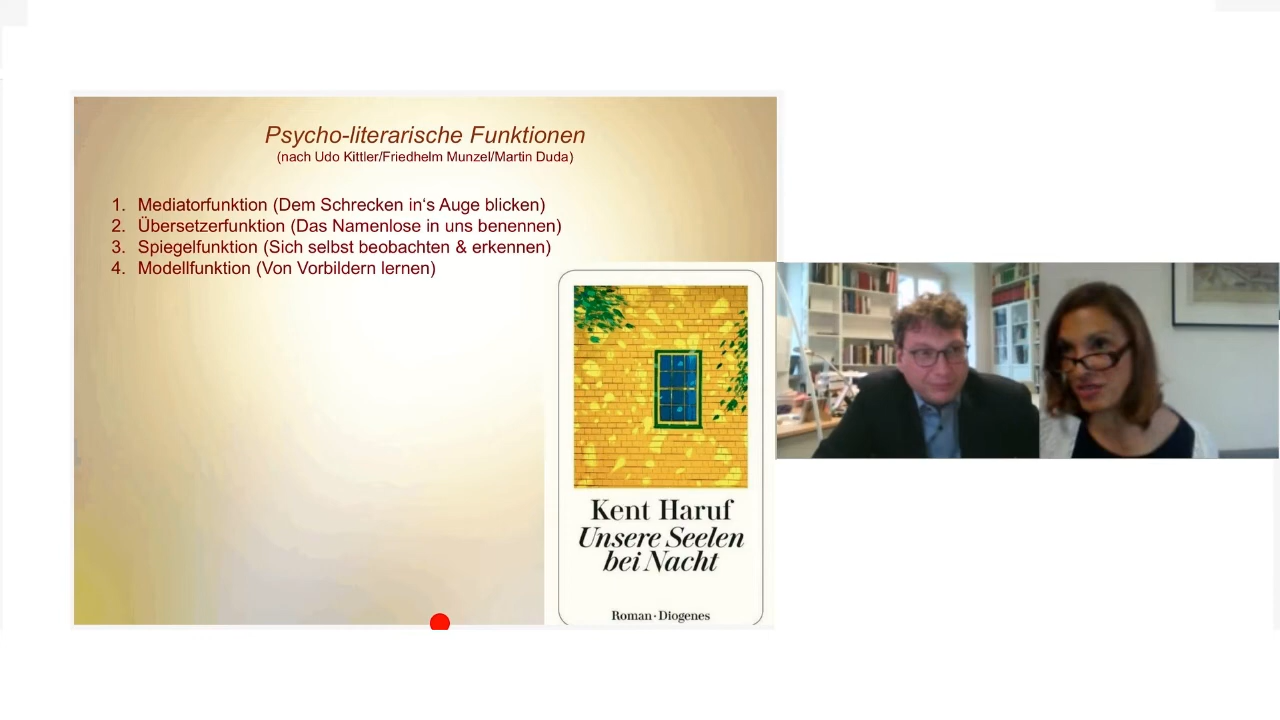 Psycho-literarische Funktionen
(nach Udo Kittler/Friedhelm Munzel/Martin Duda)
1. Mediatorfunktion (Dem Schrecken in‘s Auge blicken)
2. Übersetzerfunktion (Das Namenlose in uns benennen)
3. Spiegelfunktion (Sich selbst beobachten & erkennen)
4. Modellfunktion (Von Vorbildern lernen)
Kent Haruf
Unsere Seelen
bei Nacht
Roman · Diogenes